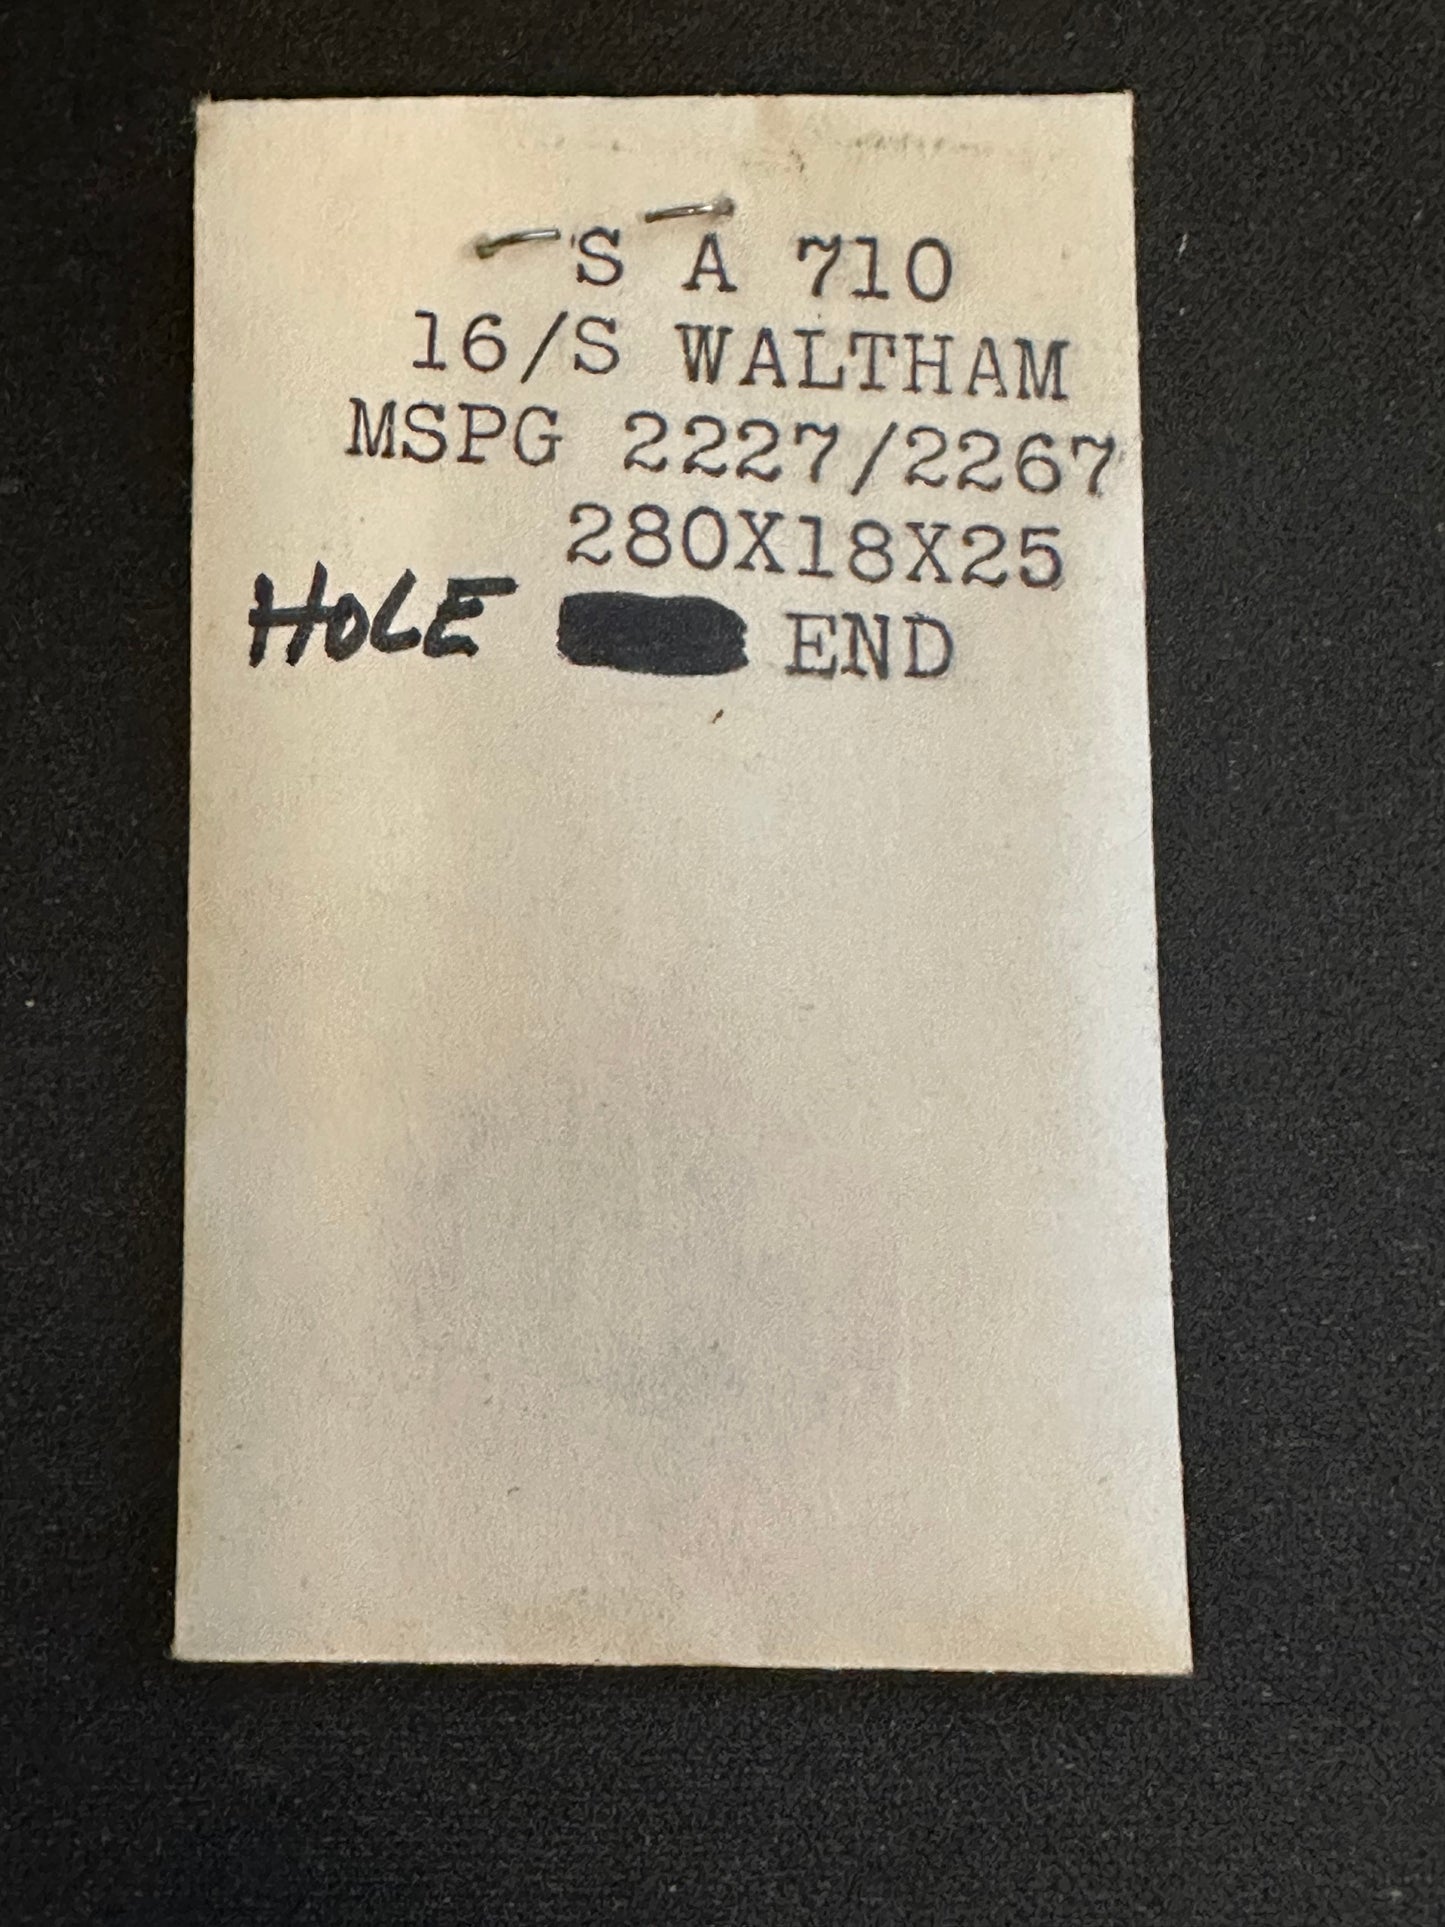 S A 710
16/S WALTHAM
MSPG 2227/2267
280X18X25
HOLE END